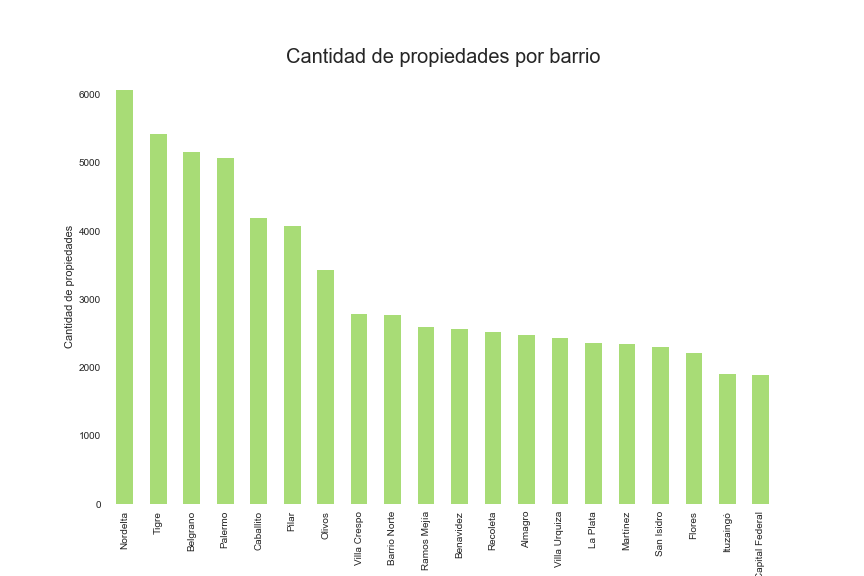 Cantidad de propiedades por barrio
6000
5000
4000
3000
2000
1000
0
Cantidad de propiedades
Nordelta
Tigre
Belgrano
Palermo
Caballito
Pilar
Olivos
Villa Crespo
Barrio Norte
Ramos Mejía
Benavidez
Recoleta
Almagro
Villa Urquiza
La Plata
Martínez
San Isidro
Flores
Ituzaingó
Capital Federal